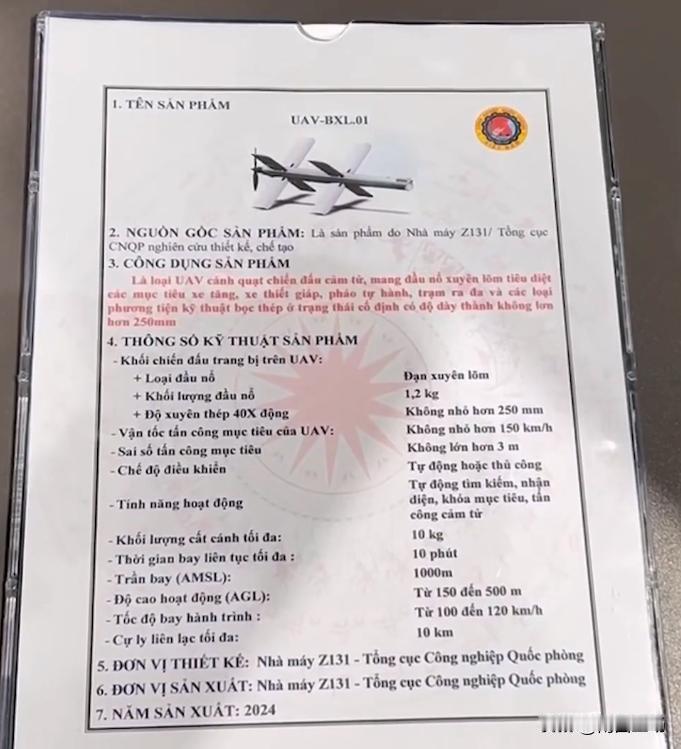 1. TÊN SẢN PHẨM
UAV-BXL.01
2. NGUỒN GỐC SẢN PHẨM: Là sản phẩm do Nhà máy Z131/ Tổng cục
CNQP nghiên cứu thiết kế, chế tạo
3. CÔNG DỤNG SẢN PHẨM
Là loại UAV cánh quạt chiến đấu cảm tử, mang đầu nổ xuyên lõm tiêu diệt
các mục tiêu xe tăng, xe thiết giáp, pháo tự hành, trạm ra đa và các loại
phương tiện kỹ thuật bọc thép ở trạng thái cố định có độ dày thành không lơn
hơn 250mm
4. THÔNG SỐ KỸ THUẬT SẢN PHẨM
- Khối chiến đấu trang bị trên UAV:
+ Loại đầu nổ Đạn xuyên lõm
+ Khối lượng đầu nổ 1,2 kg
+ Độ xuyên thép 40X động Không nhỏ hơn 250 mm
- Vận tốc tấn công mục tiêu của UAV: Không nhỏ hơn 150 km/h
- Sai số tấn công mục tiêu Không lớn hơn 3 m
- Chế độ điều khiển Tự động hoặc thủ công
- Tính năng hoạt động Tự động tìm kiếm, nhận
diện, khóa mục tiêu, tấn
công cảm tử
- Khối lượng cất cánh tối đa: 10 kg
- Thời gian bay liên tục tối đa : 10 phút
- Trần bay (AMSL): 1000m
- Độ cao hoạt động (AGL): Từ 150 đến 500 m
- Tốc độ bay hành trình : Từ 100 đến 120 km/h
- Cự ly liên lạc tối đa: 10 km
5. ĐƠN VỊ THIẾT KẾ: Nhà máy Z131 - Tổng cục Công nghiệp Quốc phòng
6. ĐƠN VỊ SẢN XUẤT: Nhà máy Z131 - Tổng cục Công nghiệp Quốc phòng
7. NĂM SẢN XUẤT: 2024